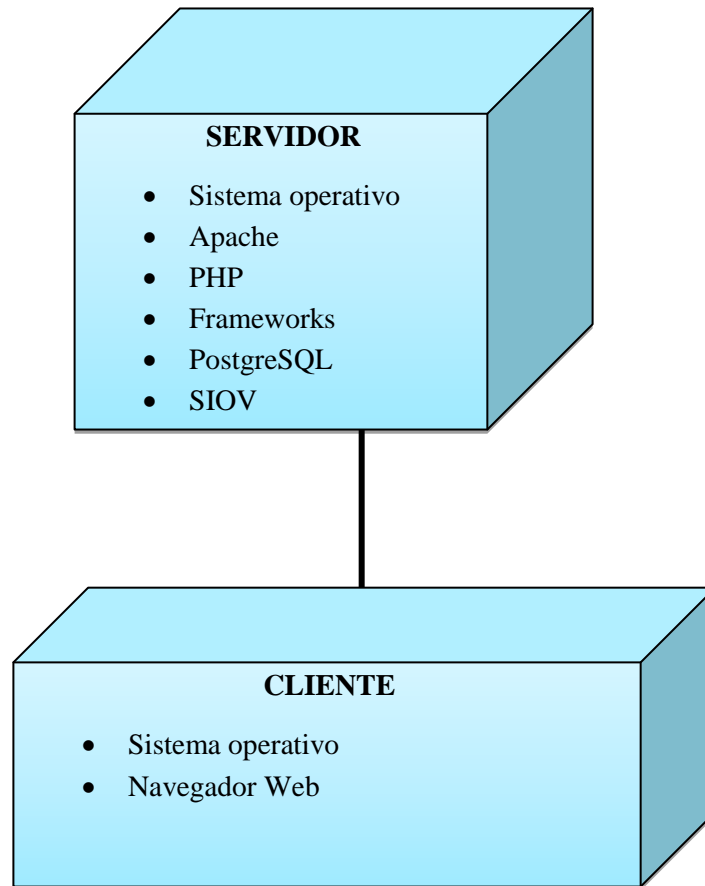 SERVIDOR
• Sistema operativo
• Apache
• PHP
• Frameworks
• PostgreSQL
• SIOV
CLIENTE
• Sistema operativo
• Navegador Web